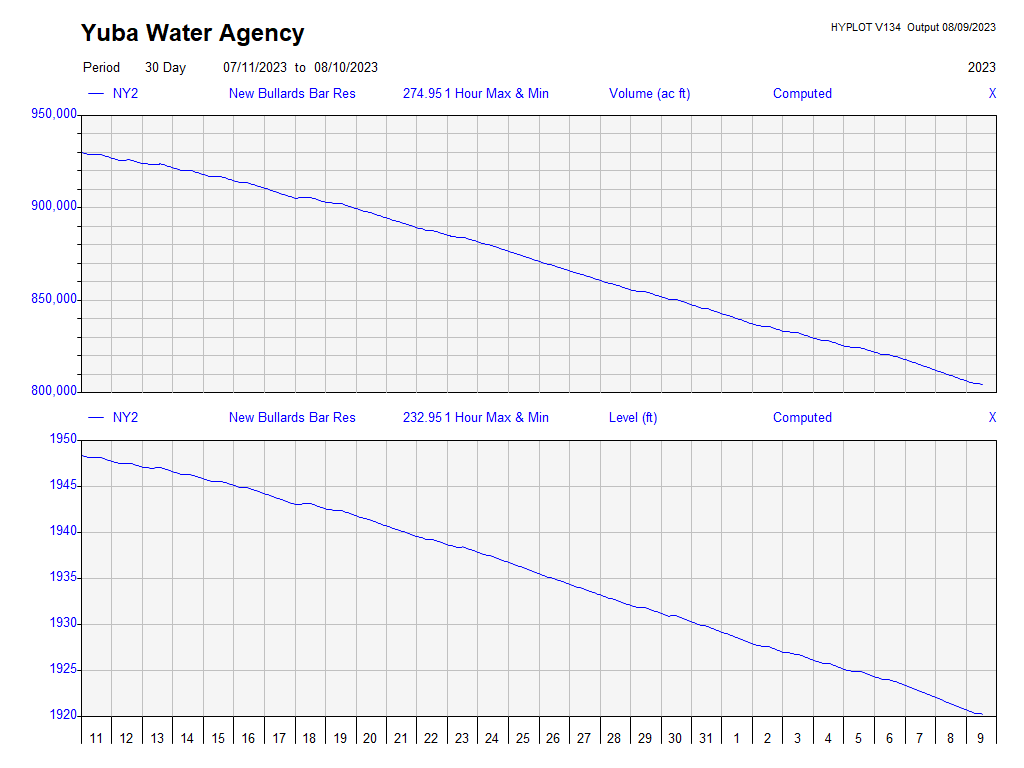 Yuba Water Agency
HYPLOT V134 Output 08/09/2023
Period 30 Day 07/11/2023 to 08/10/2023 2023
NY2 New Bullards Bar Res 274.95 1 Hour Max & Min Volume (ac ft) Computed X
950,000
900,000
850,000
800,000
NY2 New Bullards Bar Res 232.95 1 Hour Max & Min Level (ft) Computed X
1950
1945
1940
1935
1930
1925
1920
11 12 13 14 15 16 17 18 19 20 21 22 23 24 25 26 27 28 29 30 31 1 2 3 4 5 6 7 8 9